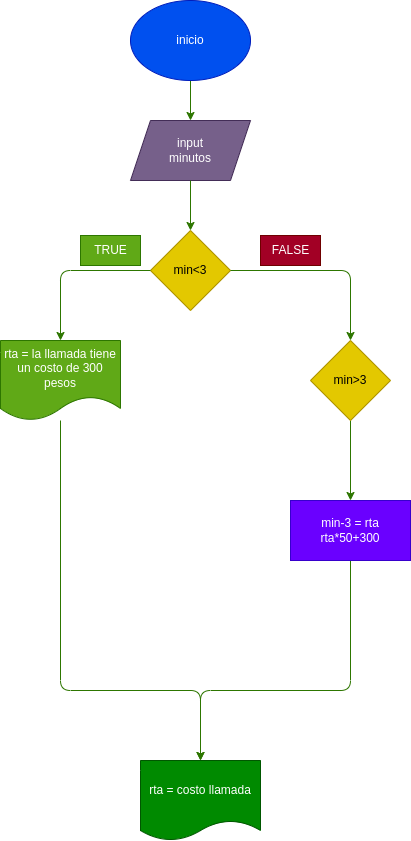 inicio
input
minutos
TRUE
FALSE
min<3
rta = la llamada tiene
un costo de 300
pesos
min>3
min-3 = rta
rta*50+300
rta = costo llamada